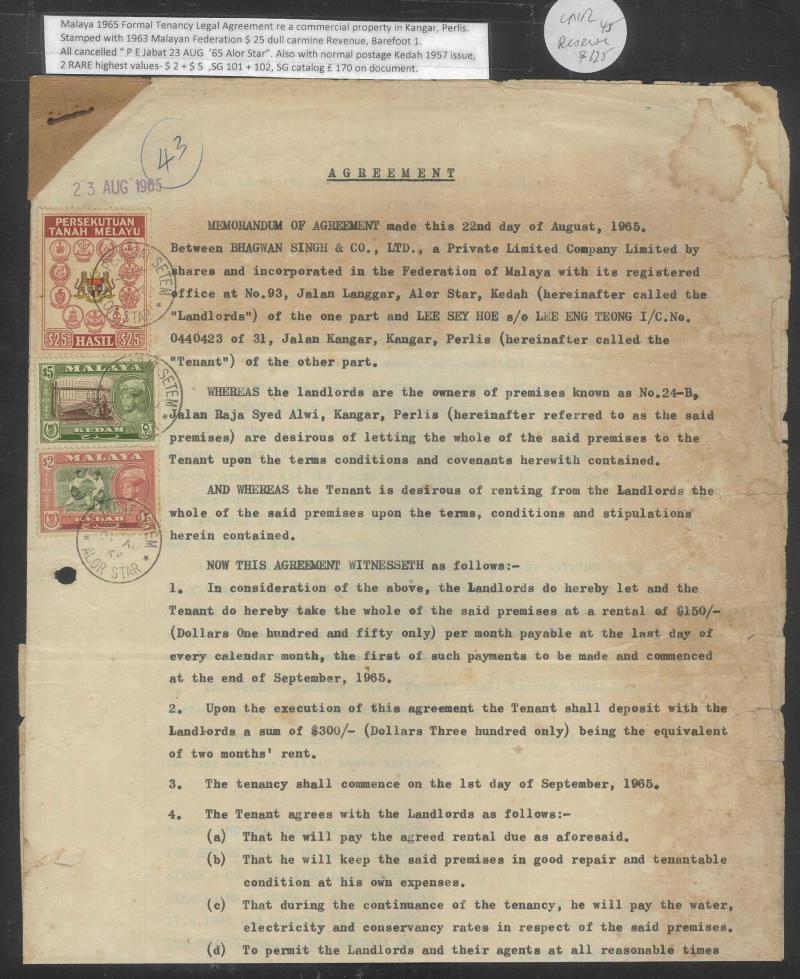 Malaya 1965 Formal Tenancy Legal Agreement re a commercial property in Kangar, Perlis.
Stamped with 1963 Malayan Federation $ 25 dull carmine Revenue, Barefoot 1.
All cancelled " P E Jabat 23 AUG '65 Alor Star". Also with normal postage Kedah 1957 issue,
2 RARE highest values- $ 2 + $ 5 ,SG 101 + 102, SG catalog £ 170 on document.
45
Reserve
£125
43
23 AUG 1965
AGREEMENT
PERSEKUTUAN
TANAH MELAYU
$25 HASIL $25
SETEM
ALOR STAR
$5 MALAYA
KEDAH
SETEM
$2 MALAYA
KEDAH
SETEM
ALOR STAR
MEMORANDUM OF AGREEMENT made this 22nd day of August, 1965.
Between BHAGWAN SINGH & CO., LTD., a Private Limited Company Limited by
shares and incorporated in the Federation of Malaya with its registered
office at No.93, Jalan Langgar, Alor Star, Kedah (hereinafter called the
"Landlords") of the one part and LEE SEY HOE s/o LEE ENG TEONG I/C.No.
0440423 of 31, Jalan Kangar, Kangar, Perlis (hereinafter called the
"Tenant") of the other part.
WHEREAS the landlords are the owners of premises known as No.24-B,
Jalan Raja Syed Alwi, Kangar, Perlis (hereinafter referred to as the said
premises) are desirous of letting the whole of the said premises to the
Tenant upon the terms conditions and covenants herewith contained.
AND WHEREAS the Tenant is desirous of renting from the Landlords the
whole of the said premises upon the terms, conditions and stipulations
herein contained.
NOW THIS AGREEMENT WITNESSETH as follows:-
1. In consideration of the above, the Landlords do hereby let and the
Tenant do hereby take the whole of the said premises at a rental of $150/-
(Dollars One hundred and fifty only) per month payable at the last day of
every calendar month, the first of such payments to be made and commenced
at the end of September, 1965.
2. Upon the execution of this agreement the Tenant shall deposit with the
Landlords a sum of $300/- (Dollars Three hundred only) being the equivalent
of two months' rent.
3. The tenancy shall commence on the 1st day of September, 1965.
4. The Tenant agrees with the Landlords as follows:-
(a) That he will pay the agreed rental due as aforesaid.
(b) That he will keep the said premises in good repair and tenantable
condition at his own expenses.
(c) That during the continuance of the tenancy, he will pay the water,
electricity and conservancy rates in respect of the said premises.
(d) To permit the Landlords and their agents at all reasonable times